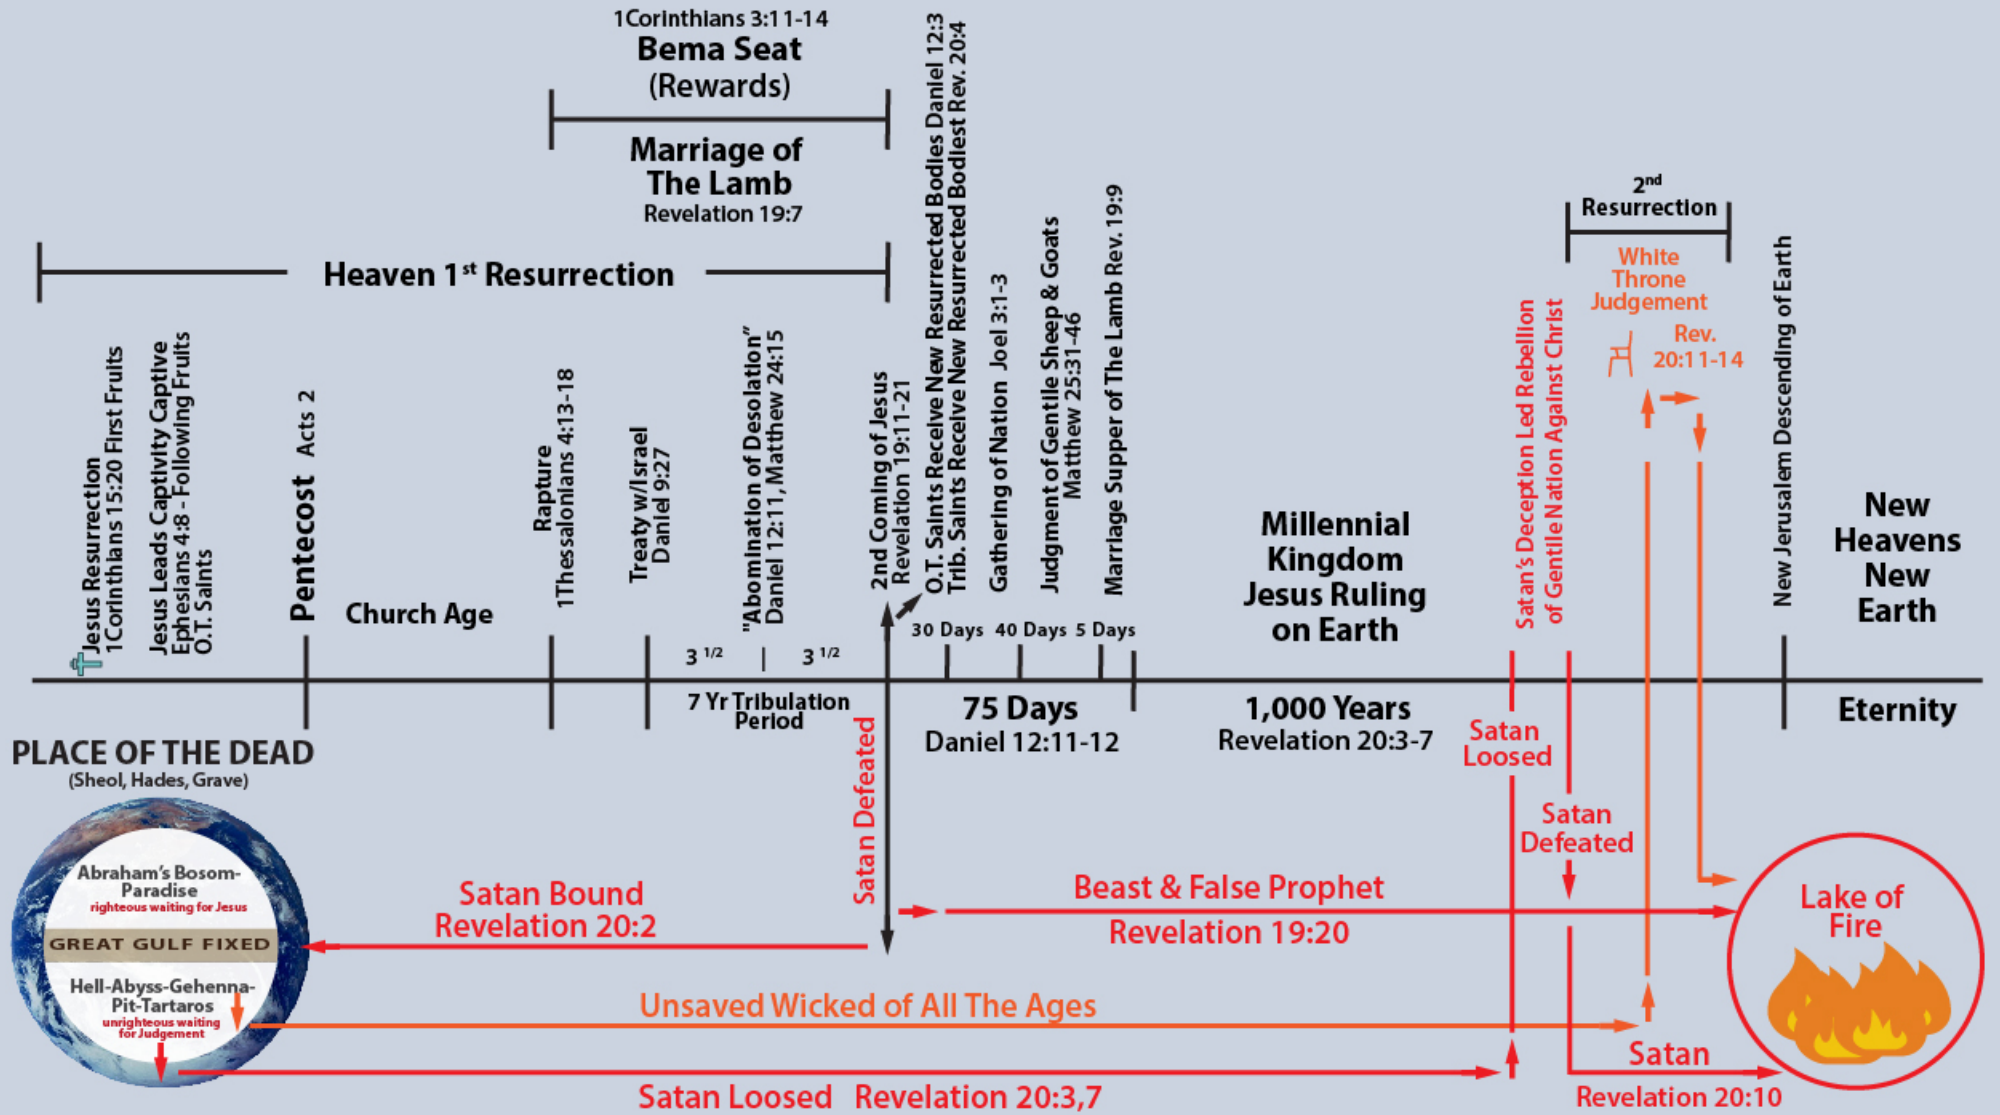 1Corinthians 3:11-14
Bema Seat
(Rewards)
Marriage of
The Lamb
Revelation 19:7
Heaven 1st Resurrection
Jesus Resurrection
1Corinthians 15:20 First Fruits
Jesus Leads Captivity Captive
Ephesians 4:8 - Following Fruits
O.T. Saints
Pentecost Acts 2
Church Age
Rapture
1Thessalonians 4:13-18
Treaty w/Israel
Daniel 9:27
"Abomination of Desolation"
Daniel 12:11, Matthew 24:15
3 1/2
3 1/2
7 Yr Tribulation
Period
2nd Coming of Jesus
Revelation 19:11-21
O.T. Saints Receive New Resurrected Bodies Daniel 12:3
Trib. Saints Receive New Resurrected Bodiest Rev. 20:4
Gathering of Nation Joel 3:1-3
Judgment of Gentile Sheep & Goats
Matthew 25:31-46
Marriage Supper of The Lamb Rev. 19:9
30 Days
40 Days
5 Days
75 Days
Daniel 12:11-12
Millennial
Kingdom
Jesus Ruling
on Earth
1,000 Years
Revelation 20:3-7
Satan's Deception Led Rebellion
of Gentile Nation Against Christ
2nd
Resurrection
White
Throne
Judgement
Rev.
20:11-14
New Jerusalem Descending of Earth
New
Heavens
New
Earth
Eternity
PLACE OF THE DEAD
(Sheol, Hades, Grave)
Abraham's Bosom-
Paradise
righteous waiting for Jesus
GREAT GULF FIXED
Hell-Abyss-Gehenna-
Pit-Tartaros
unrighteous waiting
for Judgement
Satan Defeated
Satan Bound
Revelation 20:2
Beast & False Prophet
Revelation 19:20
Satan
Loosed
Satan
Defeated
Lake of
Fire
Unsaved Wicked of All The Ages
Satan Loosed Revelation 20:3,7
Satan
Revelation 20:10